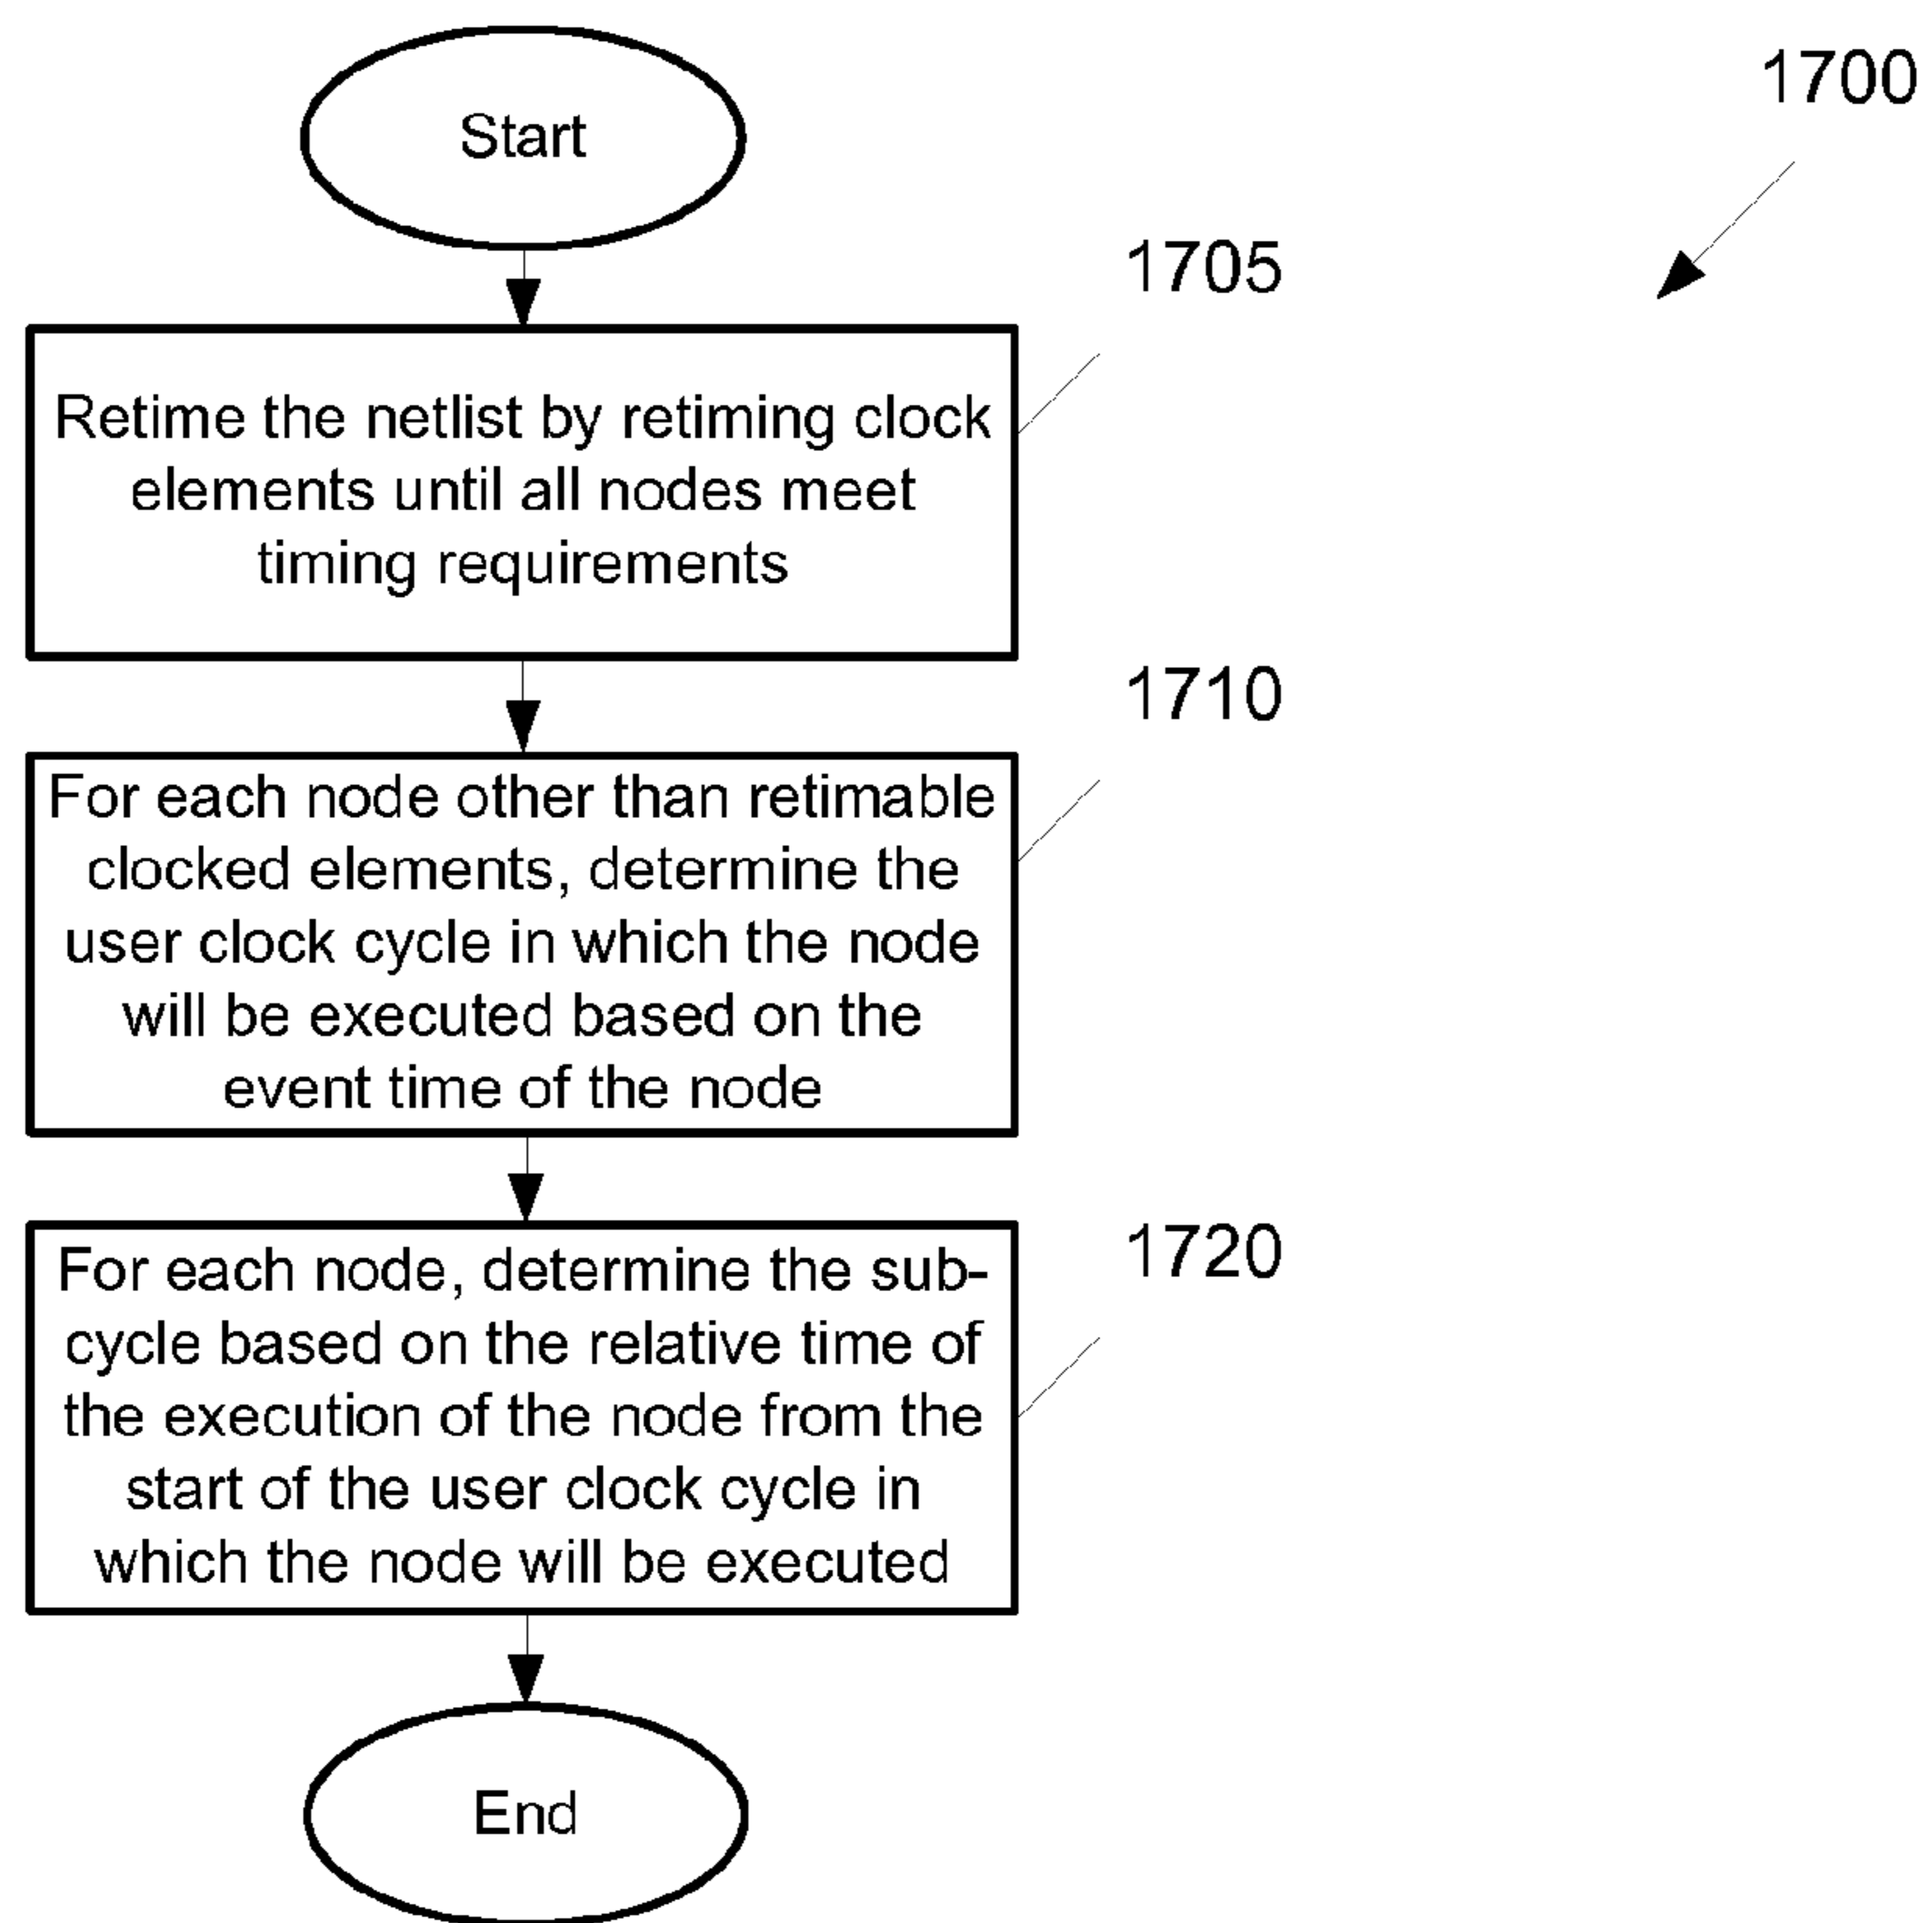 Start
1700
1705
Retime the netlist by retiming clock
elements until all nodes meet
timing requirements
1710
For each node other than retimable
clocked elements, determine the
user clock cycle in which the node
will be executed based on the
event time of the node
1720
For each node, determine the sub-
cycle based on the relative time of
the execution of the node from the
start of the user clock cycle in
which the node will be executed
End